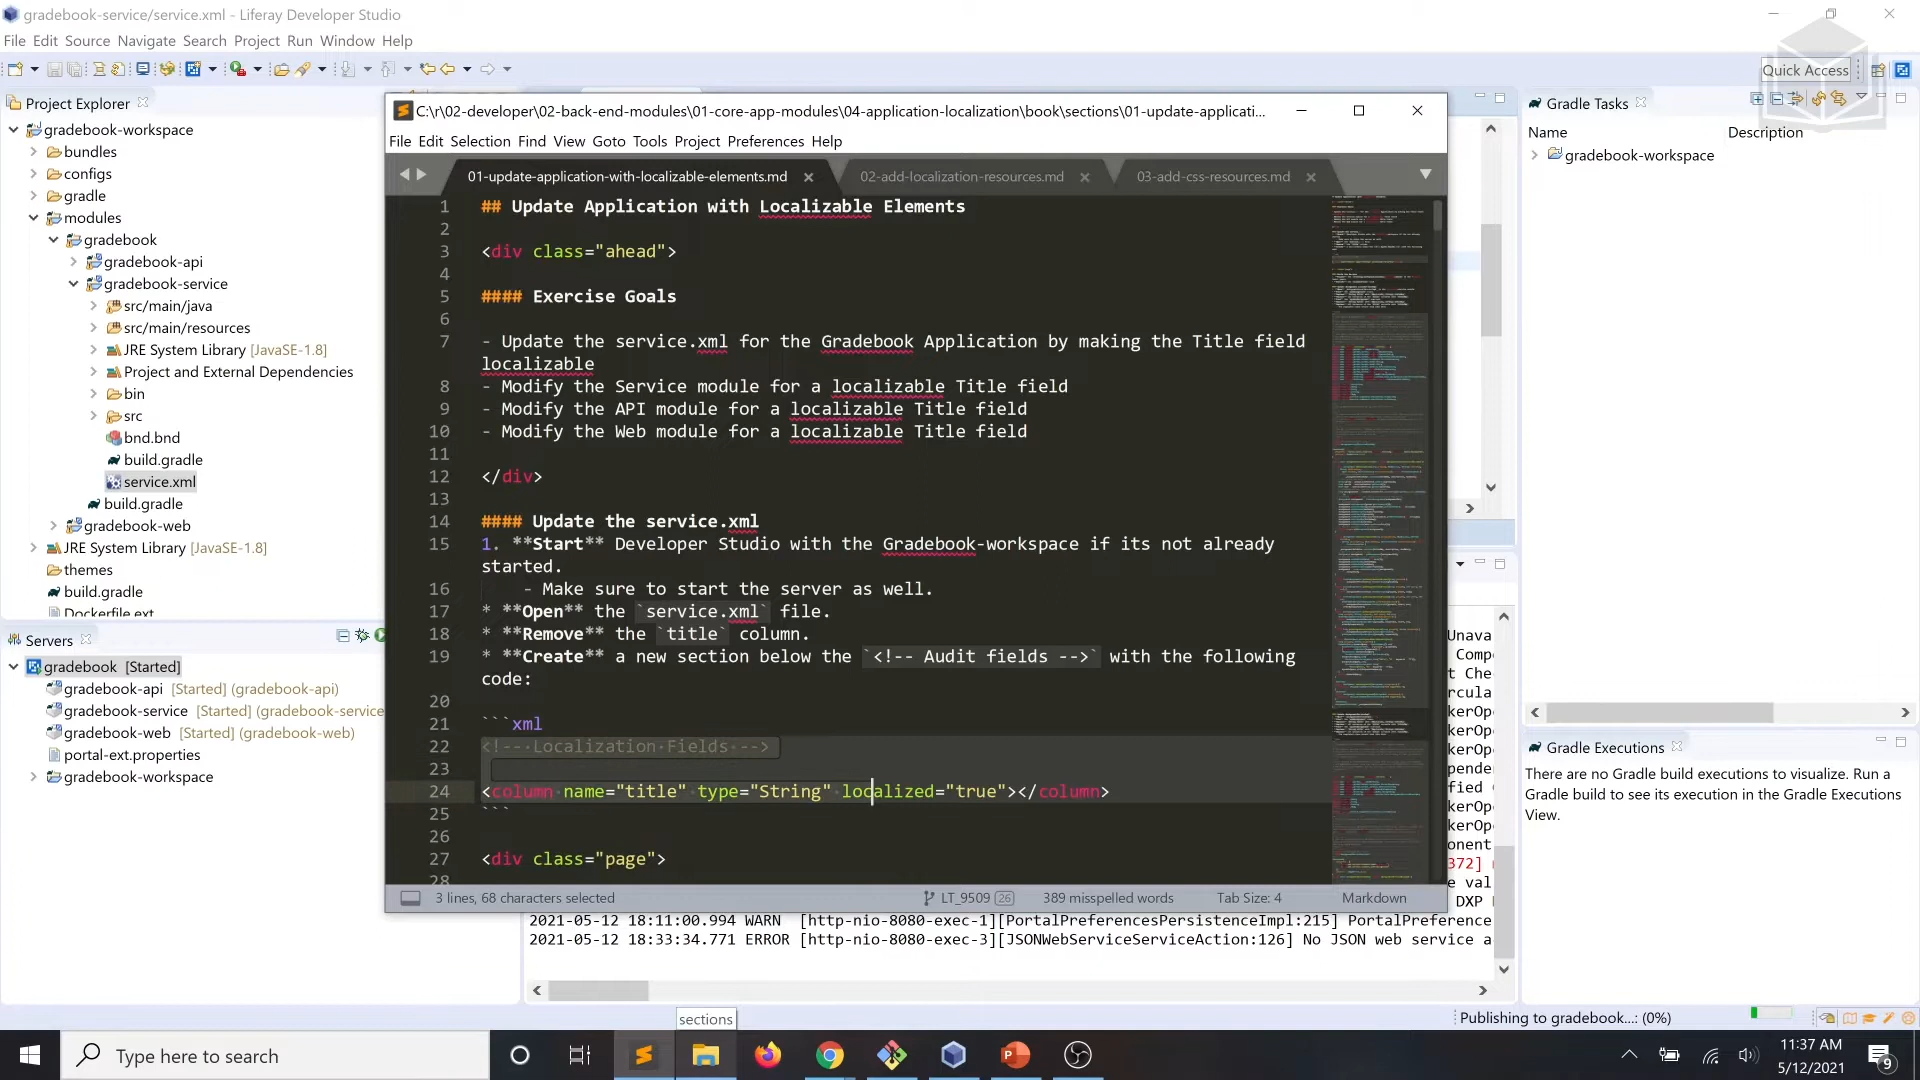 gradebook-service/service.xml - Liferay Developer Studio
File Edit Source Navigate Search Project Run Window Help
Quick Access
Project Explorer
gradebook-workspace
bundles
configs
gradle
modules
gradebook
gradebook-api
gradebook-service
src/main/java
src/main/resources
JRE System Library [JavaSE-1.8]
Project and External Dependencies
bin
src
bnd.bnd
build.gradle
service.xml
build.gradle
gradebook-web
JRE System Library [JavaSE-1.8]
themes
build.gradle
Dockerfile.ext
Servers
gradebook [Started]
gradebook-api [Started] (gradebook-api)
gradebook-service [Started] (gradebook-service
gradebook-web [Started] (gradebook-web)
portal-ext.properties
gradebook-workspace
C:\r\02-developer\02-back-end-modules\01-core-app-modules\04-application-localization\book\sections\01-update-applicati...
File Edit Selection Find View Goto Tools Project Preferences Help
01-update-application-with-localizable-elements.md
02-add-localization-resources.md
03-add-css-resources.md
1 ## Update Application with Localizable Elements
2
3 <div class="ahead">
4
5 #### Exercise Goals
6
7 - Update the service.xml for the Gradebook Application by making the Title field
localizable
8 - Modify the Service module for a localizable Title field
9 - Modify the API module for a localizable Title field
10 - Modify the Web module for a localizable Title field
11
12 </div>
13
14 #### Update the service.xml
15 1. **Start** Developer Studio with the Gradebook-workspace if its not already
started.
16 - Make sure to start the server as well.
17 * **Open** the `service.xml` file.
18 * **Remove** the `title` column.
19 * **Create** a new section below the `<!-- Audit fields -->` with the following
code:
20
21 ```xml
22 <!-- Localization Fields -->
23
24 <column name="title" type="String" localized="true"></column>
25 ```
26
27 <div class="page">
28
3 lines, 68 characters selected
LT_9509 26
389 misspelled words
Tab Size: 4
Markdown
Unava
Comp
t Che
rcula
kerOp
kerOp
pende
fied
kerOp
onent
372]
e val
DXP
2021-05-12 18:11:00.994 WARN [http-nio-8080-exec-1][PortalPreferencesPersistenceImpl:215] PortalPreference
2021-05-12 18:33:34.771 ERROR [http-nio-8080-exec-3][JSONWebServiceServiceAction:126] No JSON web service a
Gradle Tasks
Name Description
gradebook-workspace
Gradle Executions
There are no Gradle build executions to visualize. Run a
Gradle build to see its execution in the Gradle Executions
View.
sections
Publishing to gradebook...: (0%)
Type here to search
11:37 AM
5/12/2021
9